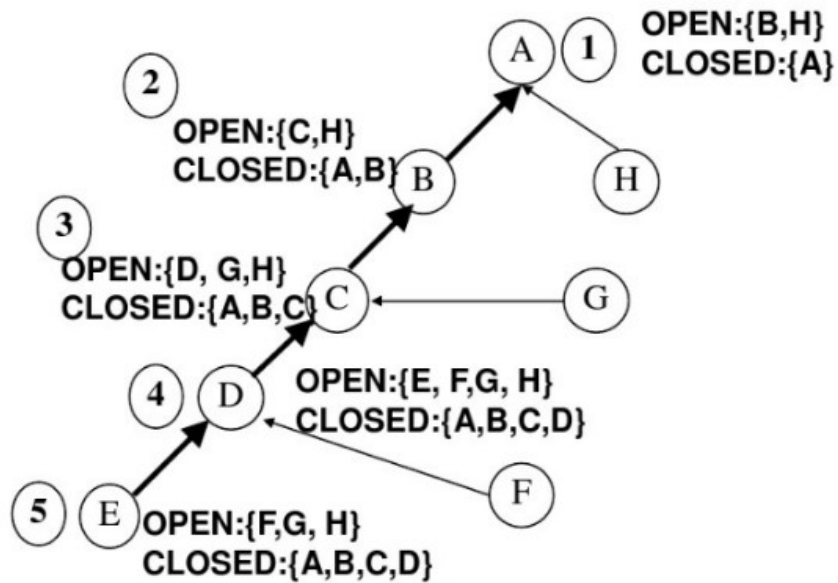 A
1
OPEN:{B,H}
CLOSED:{A}
2
OPEN:{C,H}
CLOSED:{A,B}
B
H
3
OPEN:{D, G,H}
CLOSED:{A,B,C}
C
G
4
D
OPEN:{E, F,G, H}
CLOSED:{A,B,C,D}
5
E
OPEN:{F,G, H}
CLOSED:{A,B,C,D}
F